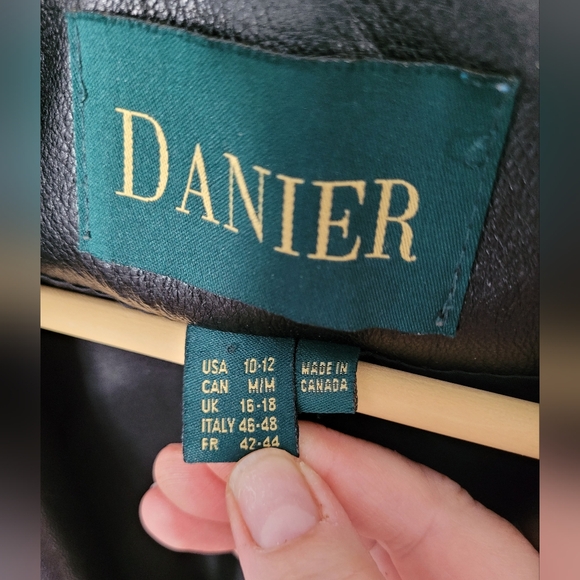 DANIER
USA 10-12
CAN M/M
UK 16-18
ITALY 46-48
FR 42-44
MADE IN
CANADA